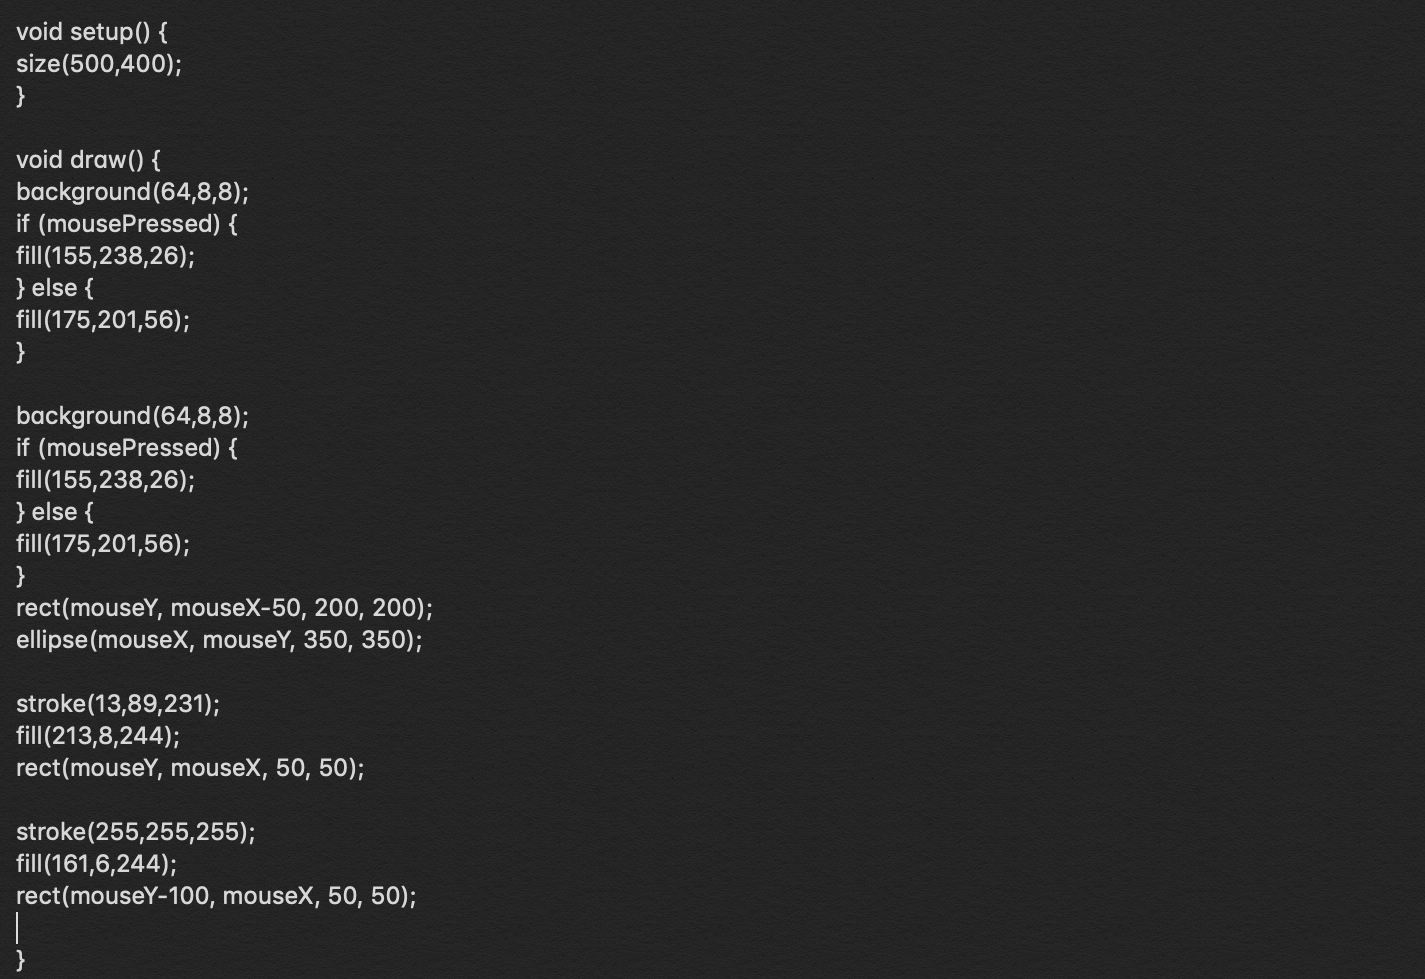 void setup() {
size(500,400);
}
void draw() {
background(64,8,8);
if (mousePressed) {
fill(155,238,26);
} else {
fill(175,201,56);
}
background(64,8,8);
if (mousePressed) {
fill(155,238,26);
} else {
fill(175,201,56);
}
rect(mouseY, mouseX-50, 200, 200);
ellipse(mouseX, mouseY, 350, 350);
stroke(13,89,231);
fill(213,8,244);
rect(mouseY, mouseX, 50, 50);
stroke(255,255,255);
fill(161,6,244);
rect(mouseY-100, mouseX, 50, 50);
}